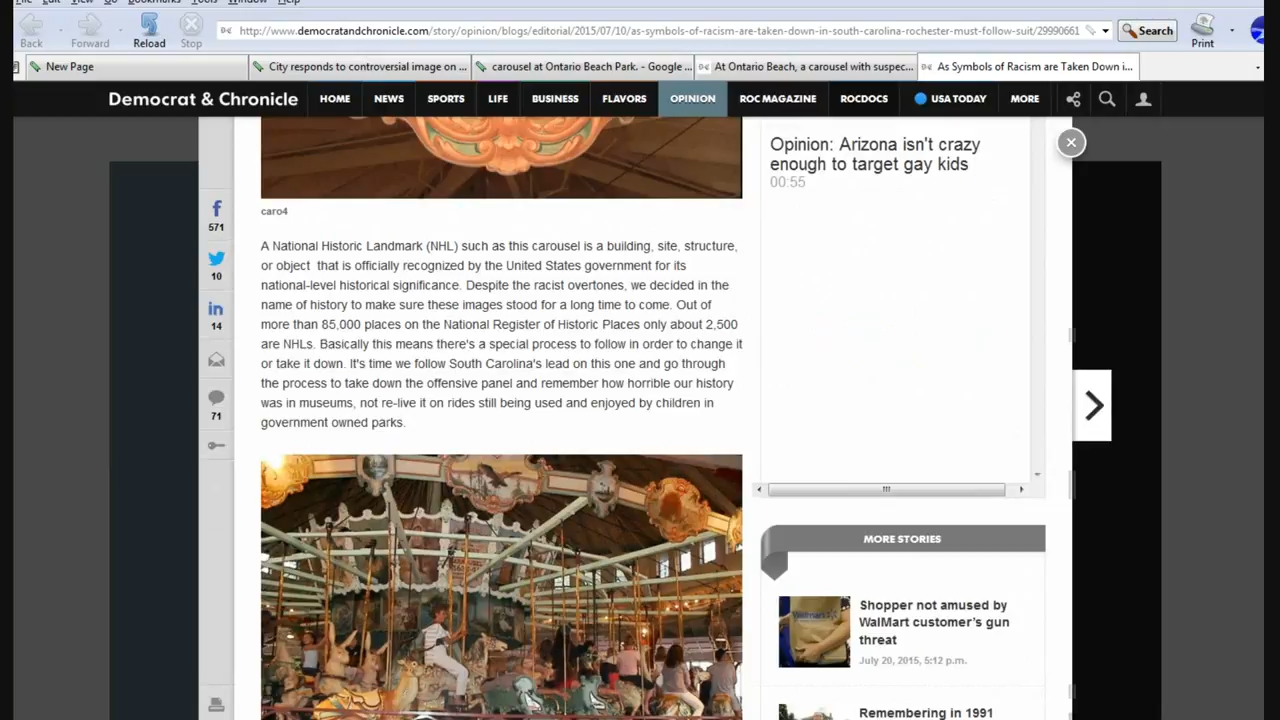 File Edit View Go Bookmarks Tools Window Help
Back
Forward
Reload
Stop
http://www.democratandchronicle.com/story/opinion/blogs/editorial/2015/07/10/as-symbols-of-racism-are-taken-down-in-south-carolina-rochester-must-follow-suit/29990661
Search
Print
New Page
City responds to controversial image on ...
carousel at Ontario Beach Park. - Google ...
At Ontario Beach, a carousel with suspec...
As Symbols of Racism are Taken Down i...
Democrat & Chronicle
HOME
NEWS
SPORTS
LIFE
BUSINESS
FLAVORS
OPINION
ROC MAGAZINE
ROCDOCS
USA TODAY
MORE
571
10
14
71
caro4
A National Historic Landmark (NHL) such as this carousel is a building, site, structure,
or object that is officially recognized by the United States government for its
national-level historical significance. Despite the racist overtones, we decided in the
name of history to make sure these images stood for a long time to come. Out of
more than 85,000 places on the National Register of Historic Places only about 2,500
are NHLs. Basically this means there's a special process to follow in order to change it
or take it down. It's time we follow South Carolina's lead on this one and go through
the process to take down the offensive panel and remember how horrible our history
was in museums, not re-live it on rides still being used and enjoyed by children in
government owned parks.
Opinion: Arizona isn't crazy
enough to target gay kids
00:55
MORE STORIES
Shopper not amused by
WalMart customer's gun
threat
July 20, 2015, 5:12 p.m.
Remembering in 1991